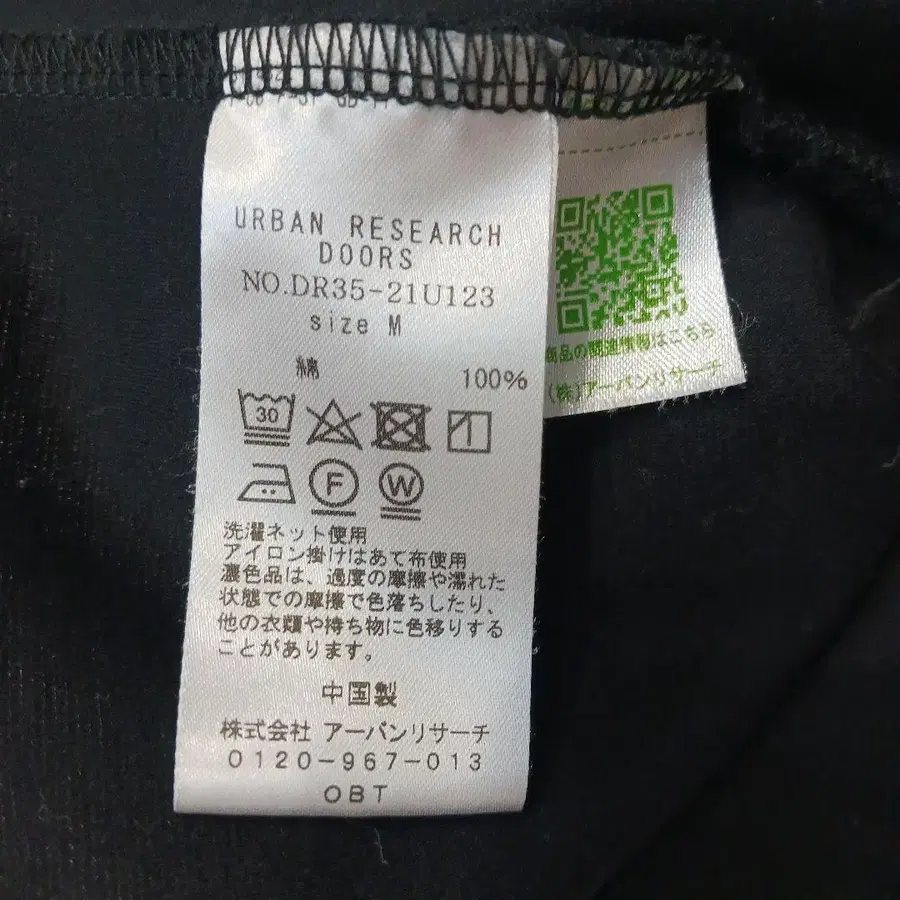 URBAN RESEARCH
DOORS
NO.DR35-21U123
size M
綿 100%
30
F W
洗濯ネット使用
アイロン掛けはあて布使用
濃色品は、過度の摩擦や濡れた
状態での摩擦で色落ちしたり、
他の衣類や持ち物に色移りする
ことがあります。
中国製
株式会社 アーバンリサーチ
0120-967-013
OBT
商品の関連情報はこちら
(株)アーバンリサーチ